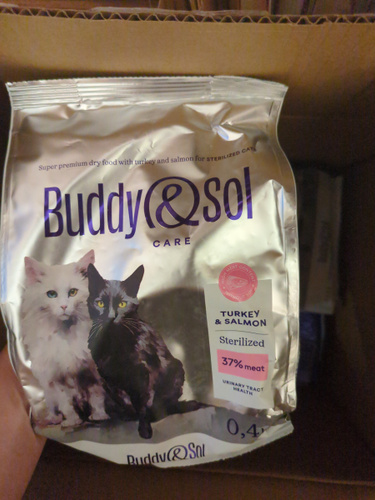 Super premium dry food with turkey and salmon for STERILIZED CATS
Buddy&Sol
CARE
TURKEY
& SALMON
Sterilized
37% meat
URINARY TRACT
HEALTH
0,4
Buddy&Sol